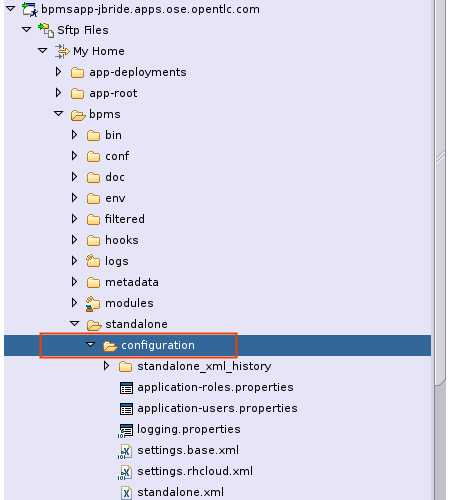 bpmsapp-jbride.apps.ose.opentlc.com
Sftp Files
My Home
app-deployments
app-root
bpms
bin
conf
doc
env
filtered
hooks
logs
metadata
modules
standalone
configuration
standalone_xml_history
application-roles.properties
application-users.properties
logging.properties
settings.base.xml
settings.rhcloud.xml
standalone.xml